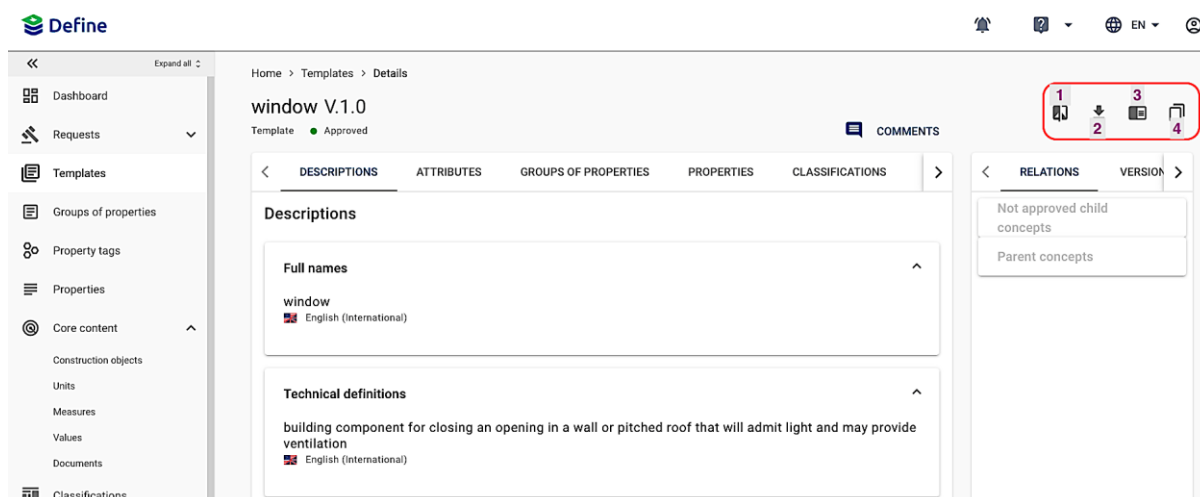 Define
EN
Expand all
Home > Templates > Details
Dashboard
window V.1.0
1
3
2
4
Requests
Template
Approved
COMMENTS
Templates
DESCRIPTIONS
ATTRIBUTES
GROUPS OF PROPERTIES
PROPERTIES
CLASSIFICATIONS
RELATIONS
VERSION
Groups of properties
Descriptions
Not approved child
concepts
Property tags
Parent concepts
Full names
Properties
window
English (International)
Core content
Construction objects
Units
Technical definitions
Measures
building component for closing an opening in a wall or pitched roof that will admit light and may provide
ventilation
Values
English (International)
Documents
Classifications